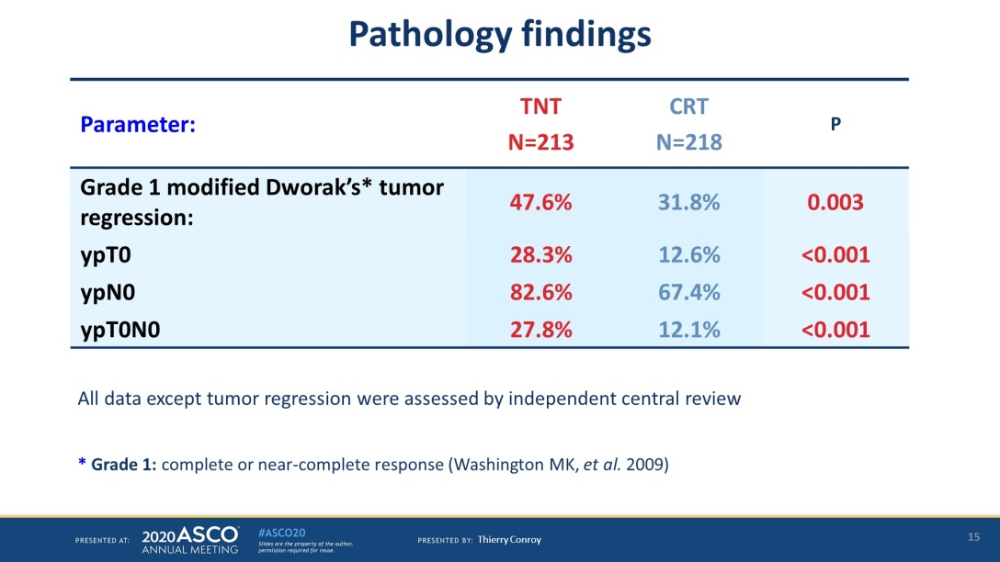 Pathology findings
Parameter:
TNT
N=213
CRT
N=218
P
Grade 1 modified Dworak’s* tumor
regression:
47.6%
31.8%
0.003
ypT0
28.3%
12.6%
<0.001
ypN0
82.6%
67.4%
<0.001
ypT0N0
27.8%
12.1%
<0.001
All data except tumor regression were assessed by independent central review
* Grade 1: complete or near-complete response (Washington MK, et al. 2009)
PRESENTED AT:
2020 ASCO
ANNUAL MEETING
#ASCO20
Slides are the property of the author,
permission required for reuse.
PRESENTED BY: Thierry Conroy
15